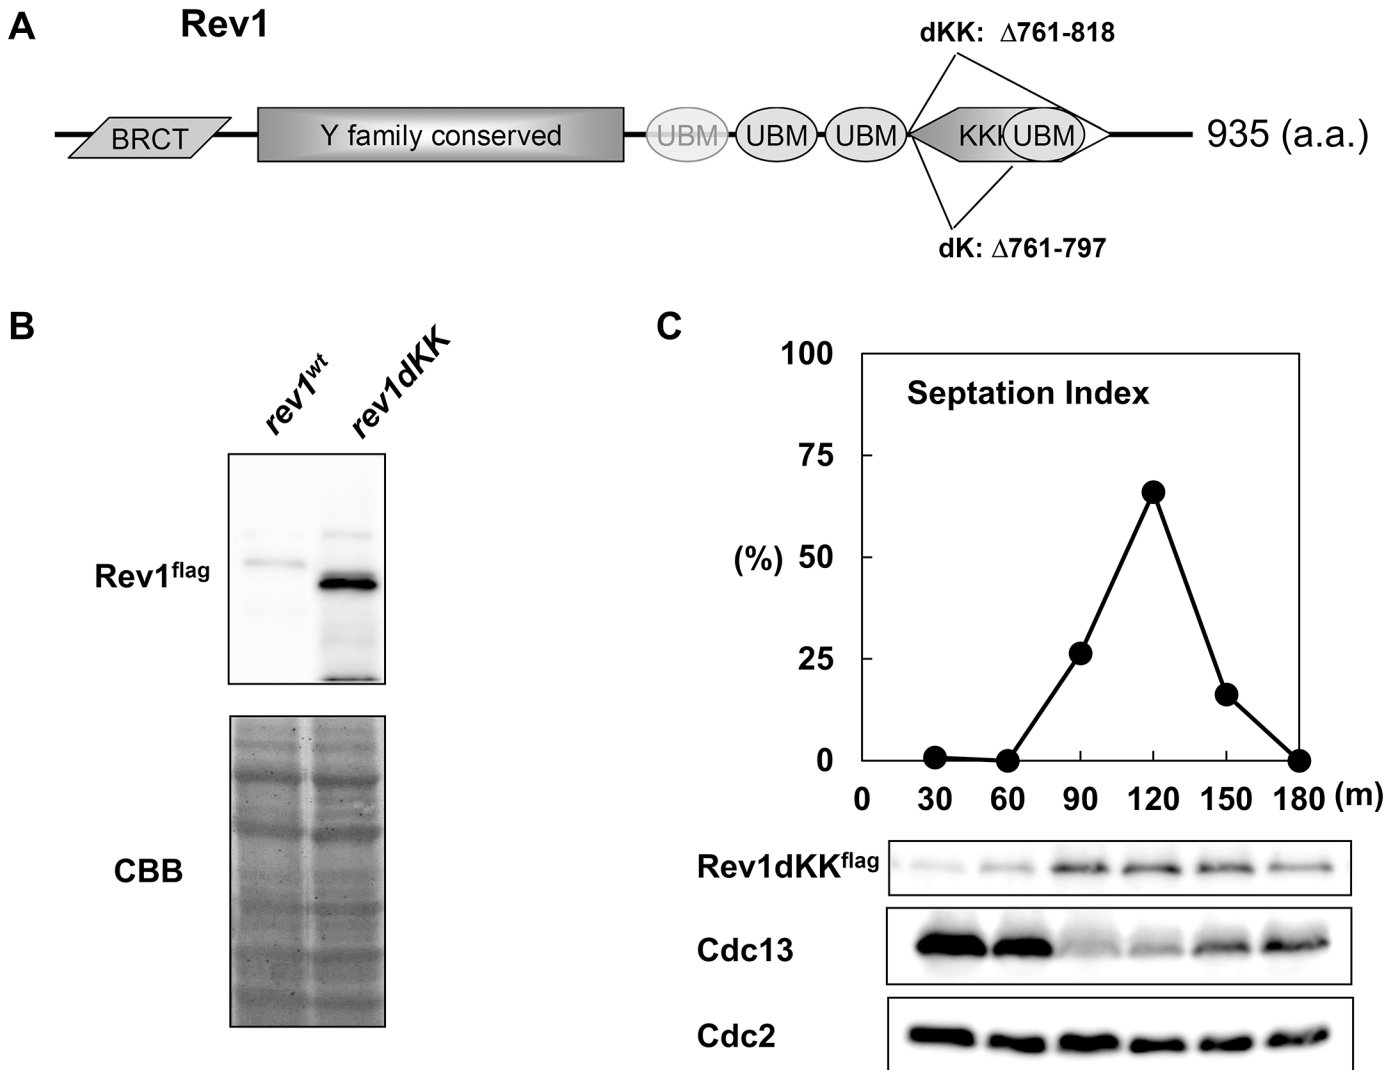 A
Rev1
dKK: Δ761-818
BRCT
Y family conserved
UBM
UBM
UBM
KKI
UBM
935 (a.a.)
dK: Δ761-797
B
rev1wt
rev1dKK
Rev1flag
CBB
C
Septation Index
100
75
(%)
50
25
0
0 30 60 90 120 150 180 (m)
Rev1dKKflag
Cdc13
Cdc2